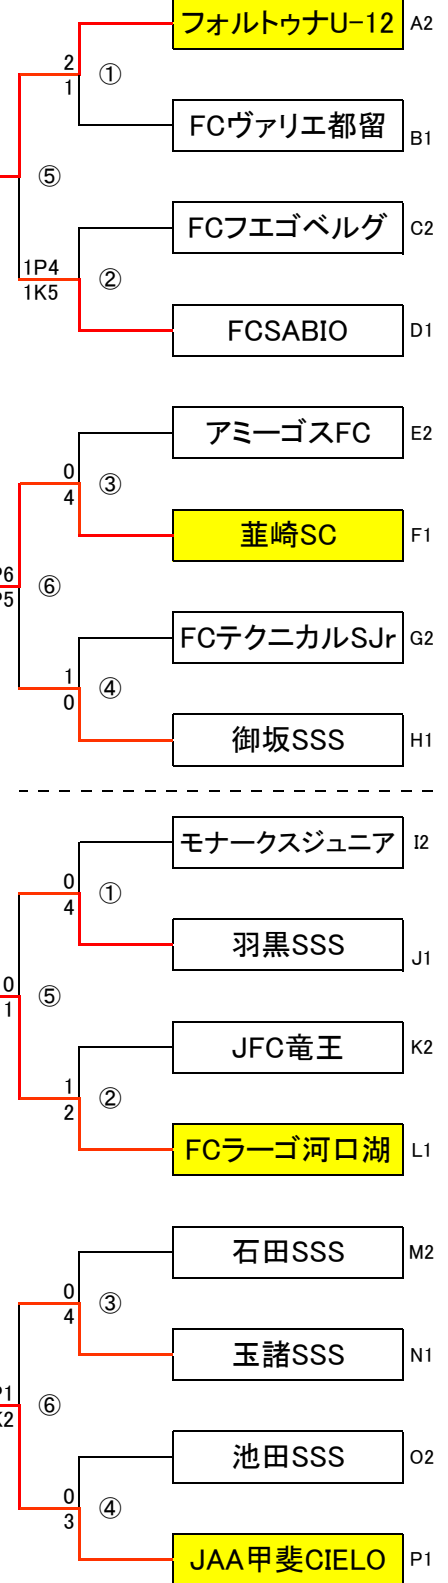 フォルトゥナU-12 A2
2
1
①
FCヴァリエ都留 B1
⑤
FCフエゴベルグ C2
1P4
1K5
②
FCSABIO D1
アミーゴスFC E2
0
4
③
韮崎SC F1
P6
P5
⑥
FCテクニカルSJr G2
1
0
④
御坂SSS H1
モナークスジュニア I2
0
4
①
羽黒SSS J1
0
1
⑤
JFC竜王 K2
1
2
②
FCラーゴ河口湖 L1
石田SSS M2
0
4
③
玉諸SSS N1
P1
K2
⑥
池田SSS O2
0
3
④
JAA甲斐CIELO P1